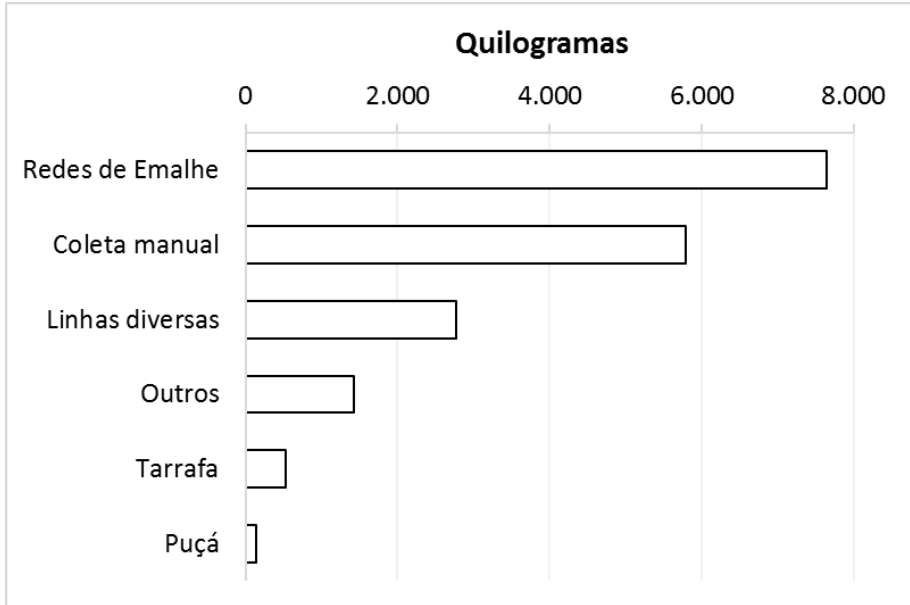 Quilogramas
0 2.000 4.000 6.000 8.000
Redes de Emalhe
Coleta manual
Linhas diversas
Outros
Tarrafa
Puçá